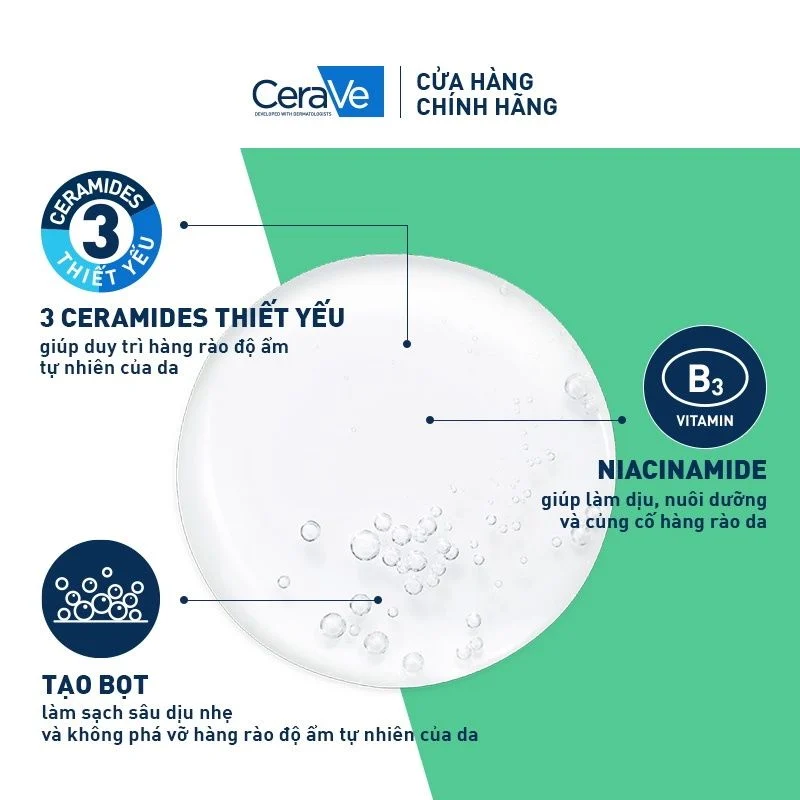 CeraVe
DEVELOPED WITH DERMATOLOGISTS
CỬA HÀNG
CHÍNH HÃNG
CERAMIDES
3
THIẾT YẾU
3 CERAMIDES THIẾT YẾU
giúp duy trì hàng rào độ ẩm
tự nhiên của da
B3
VITAMIN
NIACINAMIDE
giúp làm dịu, nuôi dưỡng
và củng cố hàng rào da
TẠO BỌT
làm sạch sâu dịu nhẹ
và không phá vỡ hàng rào độ ẩm tự nhiên của da